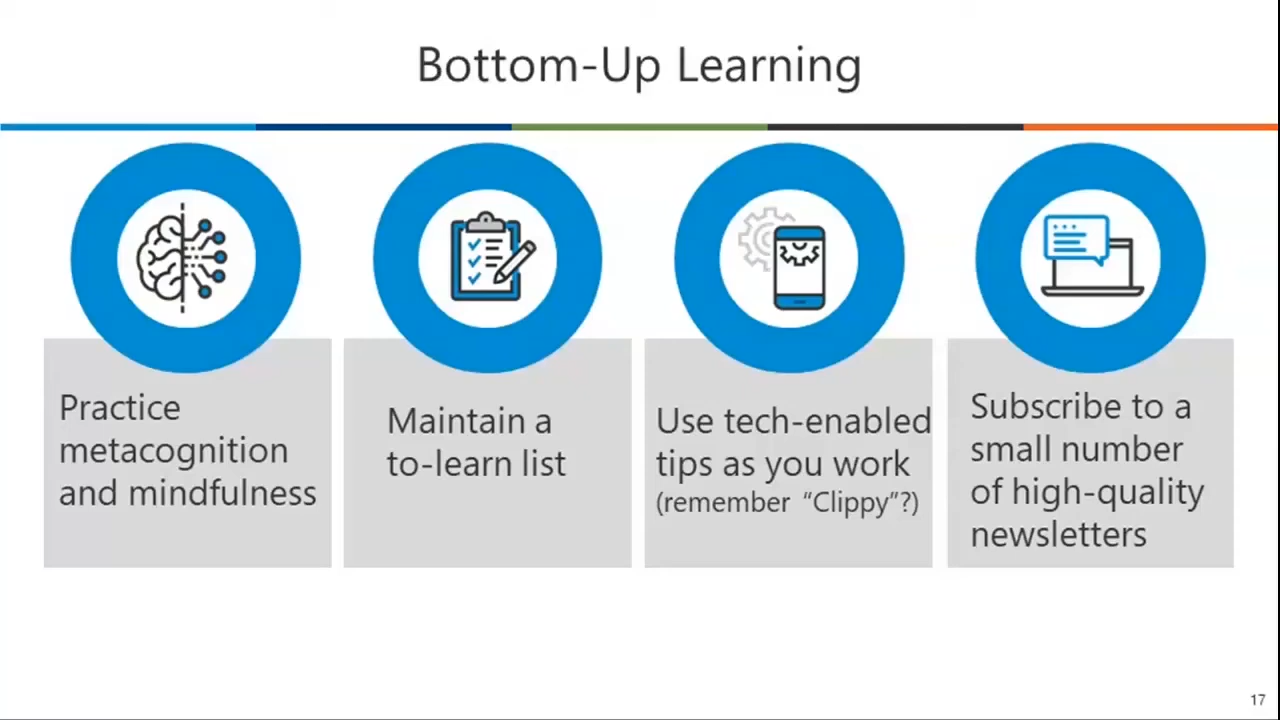 Bottom-Up Learning
Practice
metacognition
and mindfulness
Maintain a
to-learn list
Use tech-enabled
tips as you work
(remember “Clippy”?)
Subscribe to a
small number
of high-quality
newsletters
17